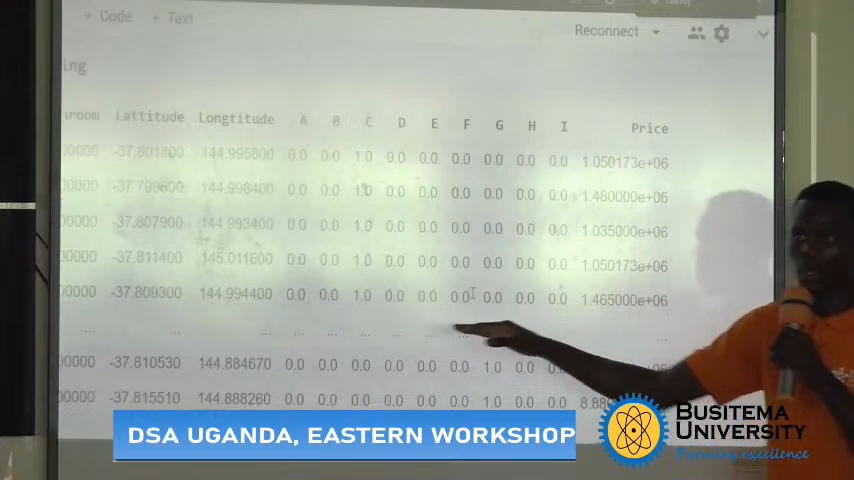 + Code + Text
Reconnect
ing
Lattitude Longtitude A B C D E F G H I Price
00000 -37.801800 144.995800 0.0 0.0 1.0 0.0 0.0 0.0 0.0 0.0 0.0 1.050173e+06
00000 -37.799600 144.998400 0.0 0.0 1.0 0.0 0.0 0.0 0.0 0.0 0.0 1.480000e+06
00000 -37.807900 144.993400 0.0 0.0 1.0 0.0 0.0 0.0 0.0 0.0 0.0 1.035000e+06
00000 -37.811400 145.011600 0.0 0.0 1.0 0.0 0.0 0.0 0.0 0.0 0.0 1.050173e+06
00000 -37.809300 144.994400 0.0 0.0 1.0 0.0 0.0 0.0 0.0 0.0 0.0 1.465000e+06
... ... ... ... ... ... ... ... ... ...
00000 -37.810530 144.884670 0.0 0.0 0.0 0.0 0.0 0.0 1.0 0.0
00000 -37.815510 144.888260 0.0 0.0 0.0 0.0 0.0 0.0 1.0 0.0 0.0
DSA UGANDA, EASTERN WORKSHOP
BUSITEMA
UNIVERSITY
Pursuing excellence